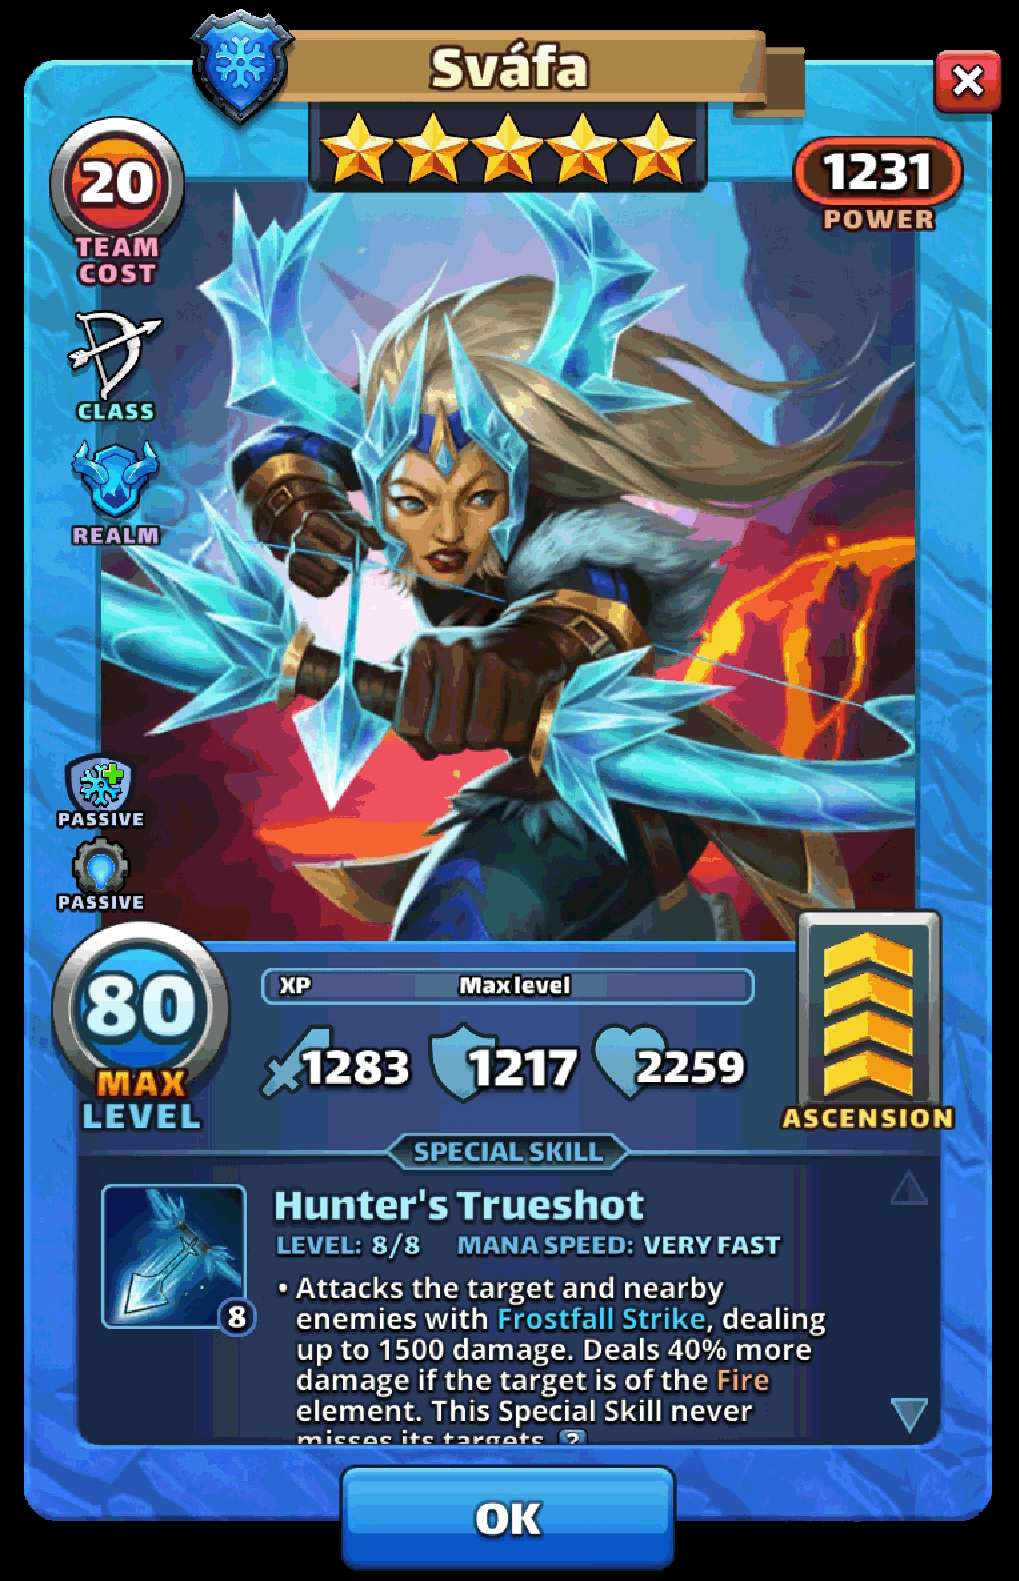 Sváfa
20
TEAM
COST
1231
POWER
CLASS
REALM
PASSIVE
PASSIVE
80
MAX
LEVEL
XP Max level
1283 1217 2259
ASCENSION
SPECIAL SKILL
Hunter's Trueshot
LEVEL: 8/8 MANA SPEED: VERY FAST
8
• Attacks the target and nearby
enemies with Frostfall Strike, dealing
up to 1500 damage. Deals 40% more
damage if the target is of the Fire
element. This Special Skill never
misses its targets. ?
OK